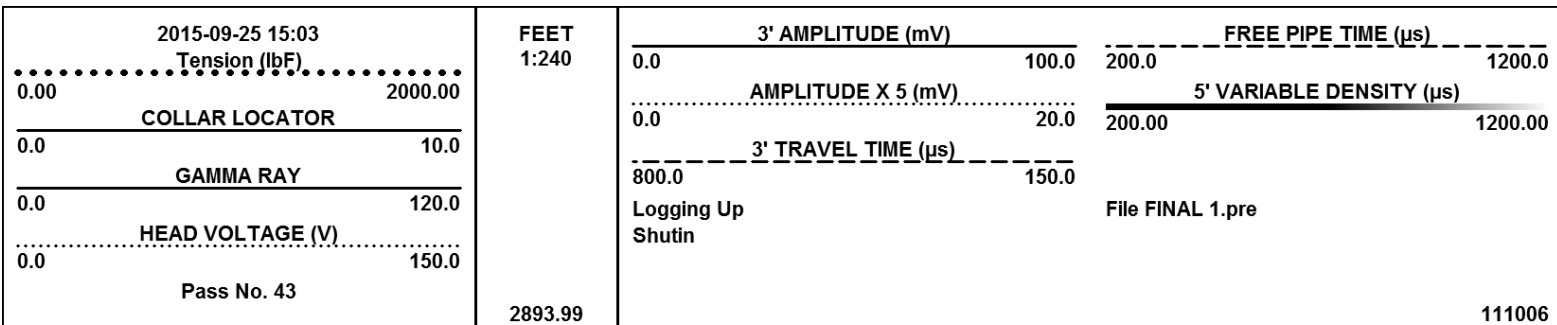 2015-09-25 15:03
Tension (lbF)
0.00 2000.00
COLLAR LOCATOR
0.0 10.0
GAMMA RAY
0.0 120.0
HEAD VOLTAGE (V)
0.0 150.0
Pass No. 43
FEET
1:240
2893.99
3' AMPLITUDE (mV)
0.0 100.0
AMPLITUDE X 5 (mV)
0.0 20.0
3' TRAVEL TIME (µs)
800.0 150.0
Logging Up
Shutin
FREE PIPE TIME (µs)
200.0 1200.0
5' VARIABLE DENSITY (µs)
200.00 1200.00
File FINAL 1.pre
111006